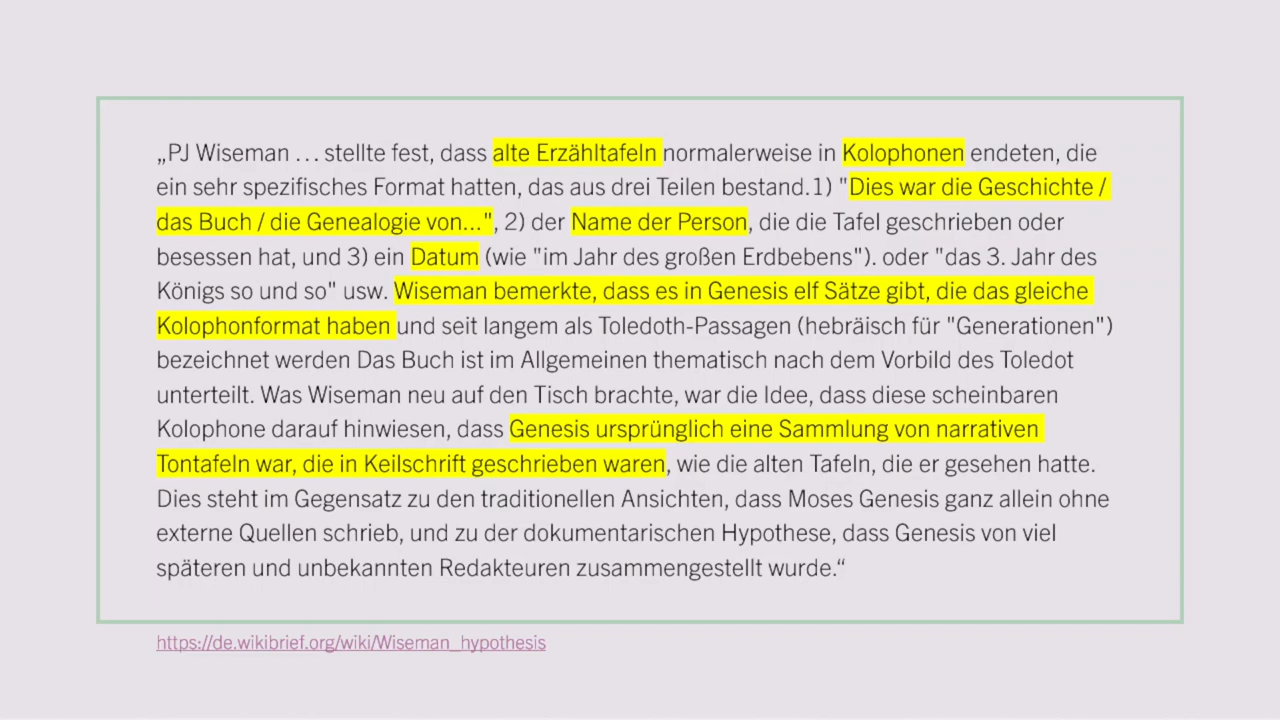 „PJ Wiseman … stellte fest, dass alte Erzähltafeln normalerweise in Kolophonen endeten, die
ein sehr spezifisches Format hatten, das aus drei Teilen bestand.1) "Dies war die Geschichte /
das Buch / die Genealogie von...", 2) der Name der Person, die die Tafel geschrieben oder
besessen hat, und 3) ein Datum (wie "im Jahr des großen Erdbebens"). oder "das 3. Jahr des
Königs so und so" usw. Wiseman bemerkte, dass es in Genesis elf Sätze gibt, die das gleiche
Kolophonformat haben und seit langem als Toledoth-Passagen (hebräisch für "Generationen")
bezeichnet werden Das Buch ist im Allgemeinen thematisch nach dem Vorbild des Toledot
unterteilt. Was Wiseman neu auf den Tisch brachte, war die Idee, dass diese scheinbaren
Kolophone darauf hinwiesen, dass Genesis ursprünglich eine Sammlung von narrativen
Tontafeln war, die in Keilschrift geschrieben waren, wie die alten Tafeln, die er gesehen hatte.
Dies steht im Gegensatz zu den traditionellen Ansichten, dass Moses Genesis ganz allein ohne
externe Quellen schrieb, und zu der dokumentarischen Hypothese, dass Genesis von viel
späteren und unbekannten Redakteuren zusammengestellt wurde.“
https://de.wikibrief.org/wiki/Wiseman_hypothesis